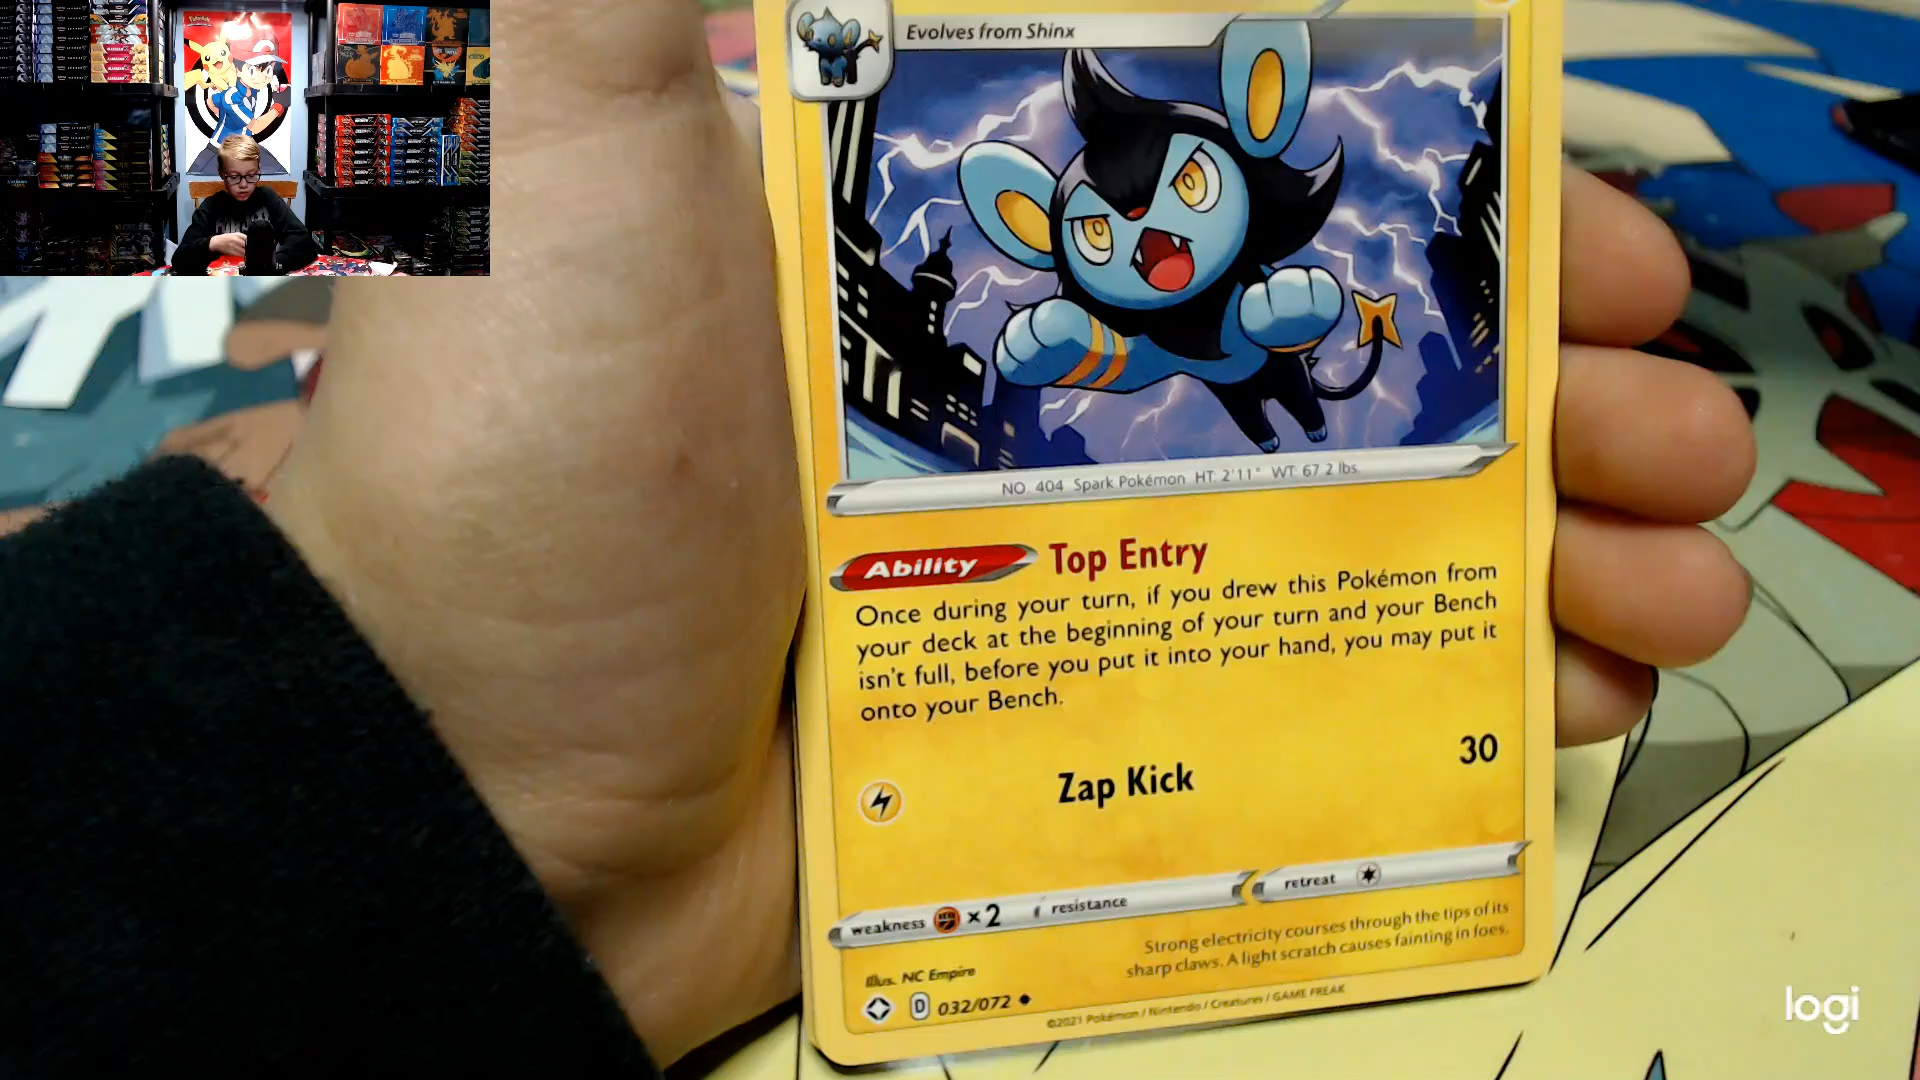 Evolves from Shinx
NO. 404 Spark Pokémon HT. 2'11" WT. 67.2 lbs.
Ability Top Entry
Once during your turn, if you drew this Pokémon from
your deck at the beginning of your turn and your Bench
isn't full, before you put it into your hand, you may put it
onto your Bench.
Zap Kick 30
weakness ×2 resistance retreat
Strong electricity courses through the tips of its
sharp claws. A light scratch causes fainting in foes.
Illus. NC Empire
D 032/072
©2021 Pokémon / Nintendo / Creatures / GAME FREAK
logi